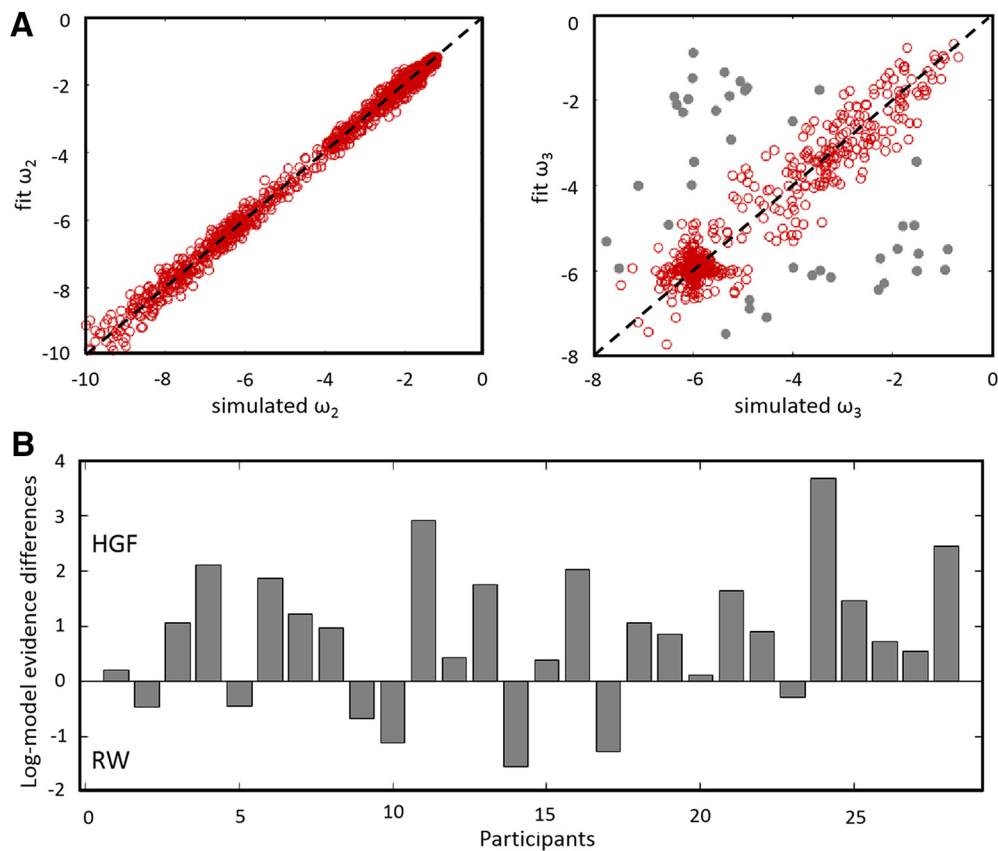 A
0
-2
-4
-6
-8
-10
fit ω2
-10 -8 -6 -4 -2 0
simulated ω2
0
-2
-4
-6
-8
fit ω3
-8 -6 -4 -2 0
simulated ω3
B
4
3
2
1
0
-1
-2
Log-model evidence differences
HGF
RW
0 5 10 15 20 25
Participants